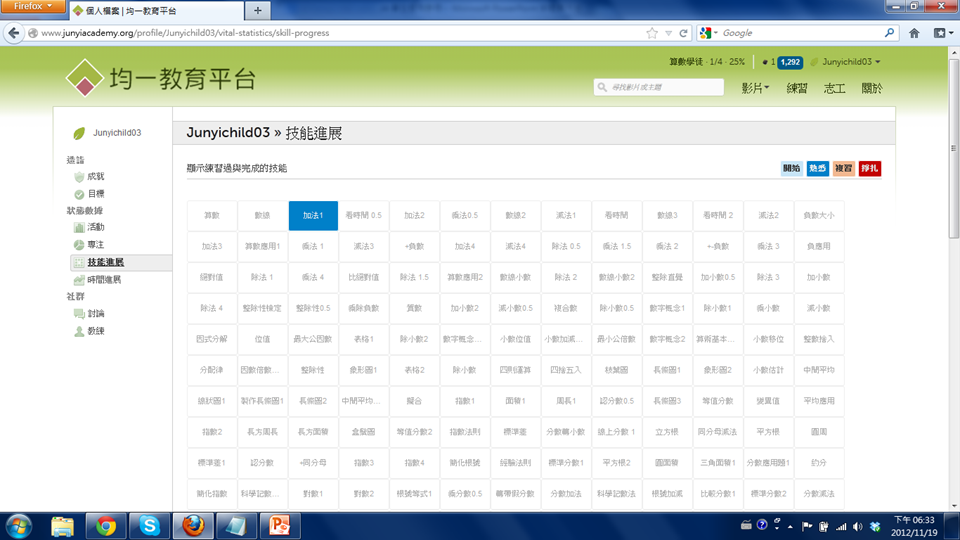 Firefox
個人檔案 | 均一教育平台
www.junyiacademy.org/profile/Junyichild03/vital-statistics/skill-progress
Google
算數學徒 · 1/4 · 25%
1
1,292
Junyichild03
均一教育平台
尋找影片或主題
影片
練習
志工
關於
Junyichild03
造詣
成就
目標
狀態數據
活動
專注
技能進展
時間進展
社群
討論
教練
Junyichild03 » 技能進展
顯示練習過與完成的技能
開始 熟感 複習 掙扎
算數 數線 加法1 看時間 0.5 加法2 乘法0.5 數線2 減法1 看時間 數線3 看時間 2 減法2 負數大小
加法3 算數應用1 乘法 1 減法3 +負數 加法4 減法4 除法 0.5 乘法 1.5 乘法 2 +-負數 乘法 3 負應用
絕對值 除法 1 乘法 4 比絕對值 除法 1.5 算數應用2 數線小數 除法 2 數線小數2 整除直覺 加小數0.5 除法 3 加小數
除法 4 整除性檢定 整除性0.5 乘除負數 質數 加小數2 減小數0.5 複合數 除小數0.5 數字概念1 除小數1 乘小數 減小數
因式分解 位值 最大公因數 表格1 除小數2 數字概念... 小數位值 小數加減... 最小公倍數 數字概念2 算術基本... 小數移位 整數捨入
分配律 因數倍數... 整除性 象形圖1 表格2 除小數 四則運算 四捨五入 莖葉圖 長條圖1 象形圖2 小數估計 中間平均
線狀圖1 製作長條圖1 長條圖2 中間平均... 擬合 指數1 面積1 周長1 認分數0.5 長條圖3 等值分數 變異值 平均應用
指數2 長方周長 長方面積 盒鬚圖 等值分數2 指數法則 標準差 分數轉小數 線上分數 1 立方根 同分母減法 平方根 圓周
標準差1 認分數 +同分母 指數3 指數4 簡化根號 經驗法則 標準分數1 平方根2 圓面積 三角面積1 分數應用題1 約分
簡化指數 科學記數... 對數1 對數2 根號等式1 乘分數0.5 轉帶假分數 分數加法 科學記數法 根號加減 比較分數1 標準分數2 分數減法
下午 06:33
2012/11/19